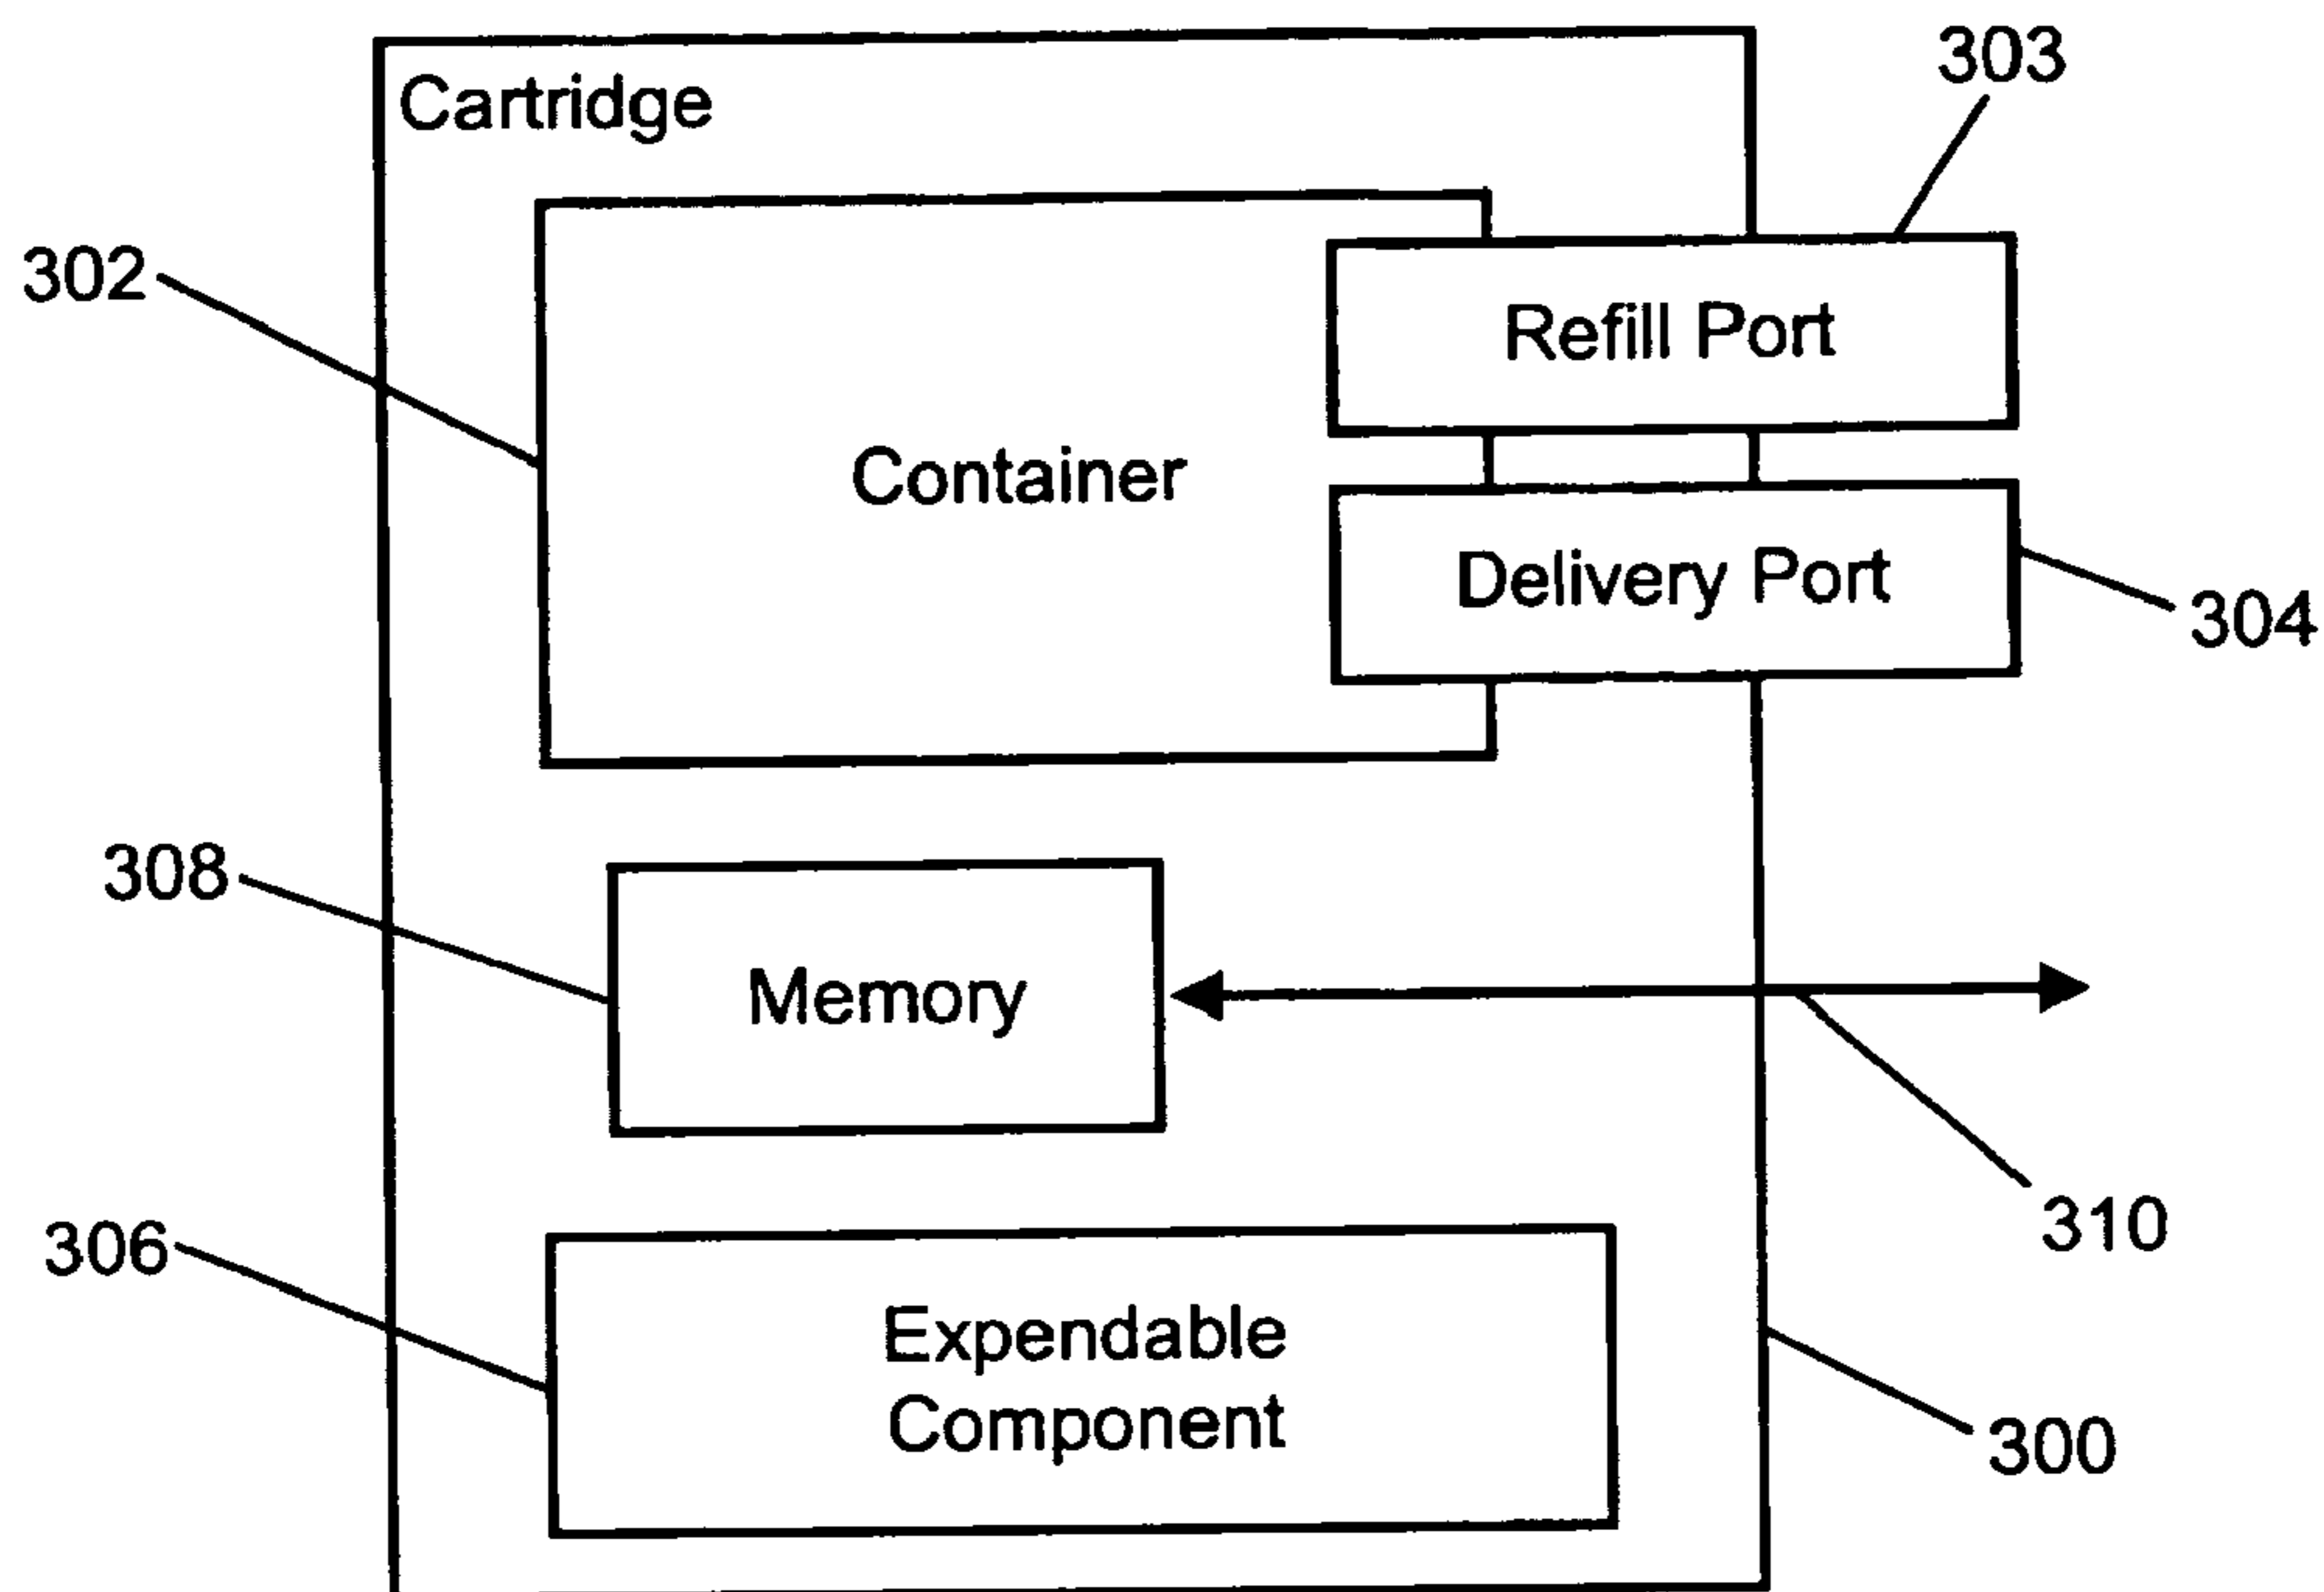 303
Cartridge
302
Refill Port
Container
Delivery Port
304
308
Memory
310
306
Expendable
Component
300